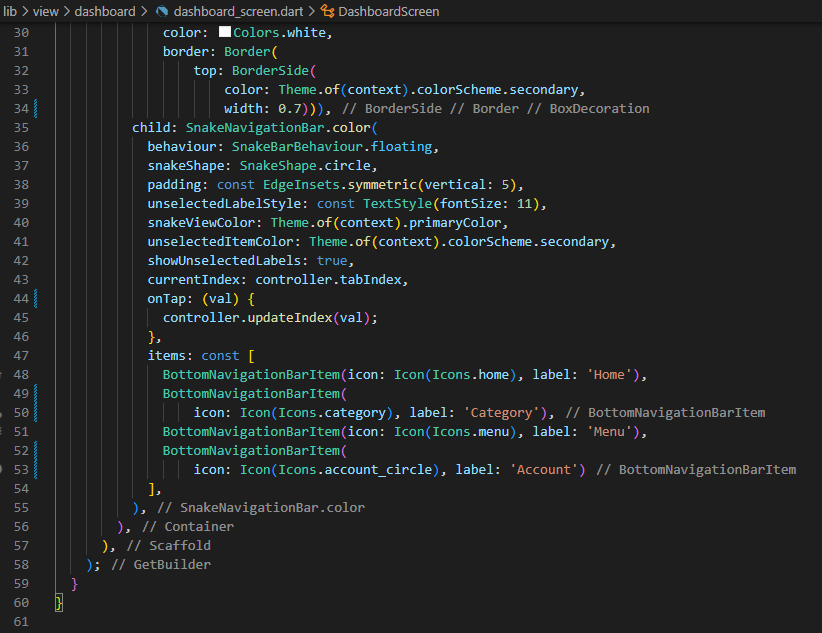 lib > view > dashboard > dashboard_screen.dart > DashboardScreen
30 color: Colors.white,
31 border: Border(
32 top: BorderSide(
33 color: Theme.of(context).colorScheme.secondary,
34 width: 0.7))), // BorderSide // Border // BoxDecoration
35 child: SnakeNavigationBar.color(
36 behaviour: SnakeBarBehaviour.floating,
37 snakeShape: SnakeShape.circle,
38 padding: const EdgeInsets.symmetric(vertical: 5),
39 unselectedLabelStyle: const TextStyle(fontSize: 11),
40 snakeViewColor: Theme.of(context).primaryColor,
41 unselectedItemColor: Theme.of(context).colorScheme.secondary,
42 showUnselectedLabels: true,
43 currentIndex: controller.tabIndex,
44 onTap: (val) {
45 controller.updateIndex(val);
46 },
47 items: const [
48 BottomNavigationBarItem(icon: Icon(Icons.home), label: 'Home'),
49 BottomNavigationBarItem(
50 icon: Icon(Icons.category), label: 'Category'), // BottomNavigationBarItem
51 BottomNavigationBarItem(icon: Icon(Icons.menu), label: 'Menu'),
52 BottomNavigationBarItem(
53 icon: Icon(Icons.account_circle), label: 'Account') // BottomNavigationBarItem
54 ],
55 ), // SnakeNavigationBar.color
56 ), // Container
57 ), // Scaffold
58 ); // GetBuilder
59 }
60 }
61